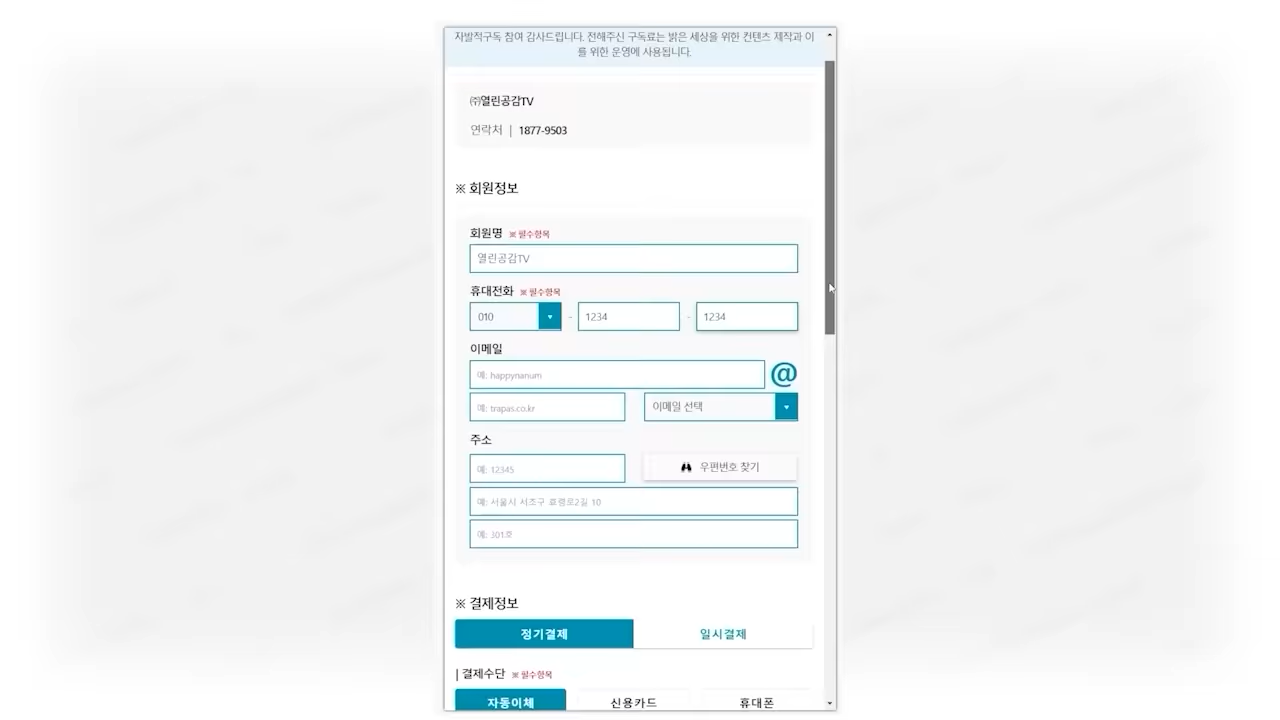 자발적구독 참여 감사드립니다. 전해주신 구독료는 밝은 세상을 위한 컨텐츠 제작과 이
를 위한 운영에 사용됩니다.
㈜열린공감TV
연락처 | 1877-9503
※ 회원정보
회원명 ※ 필수항목
열린공감TV
휴대전화 ※ 필수항목
010 - 1234 - 1234
이메일
예: happynanum @
예: trapas.co.kr 이메일 선택
주소
예: 12345 우편번호 찾기
예: 서울시 서초구 효령로2길 10
예: 301호
※ 결제정보
정기결제 일시결제
| 결제수단 ※ 필수항목
자동이체 신용카드 휴대폰